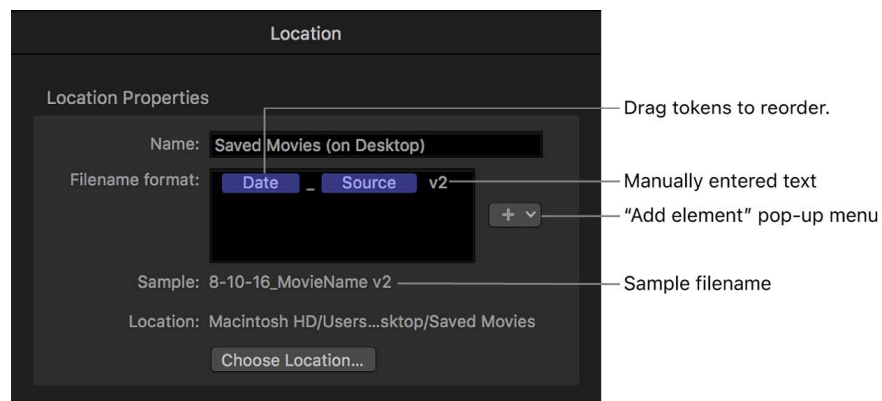 Location
Location Properties
Drag tokens to reorder.
Name: Saved Movies (on Desktop)
Filename format: Date _ Source v2
Manually entered text
+
“Add element” pop-up menu
Sample: 8-10-16_MovieName v2
Sample filename
Location: Macintosh HD/Users...sktop/Saved Movies
Choose Location...